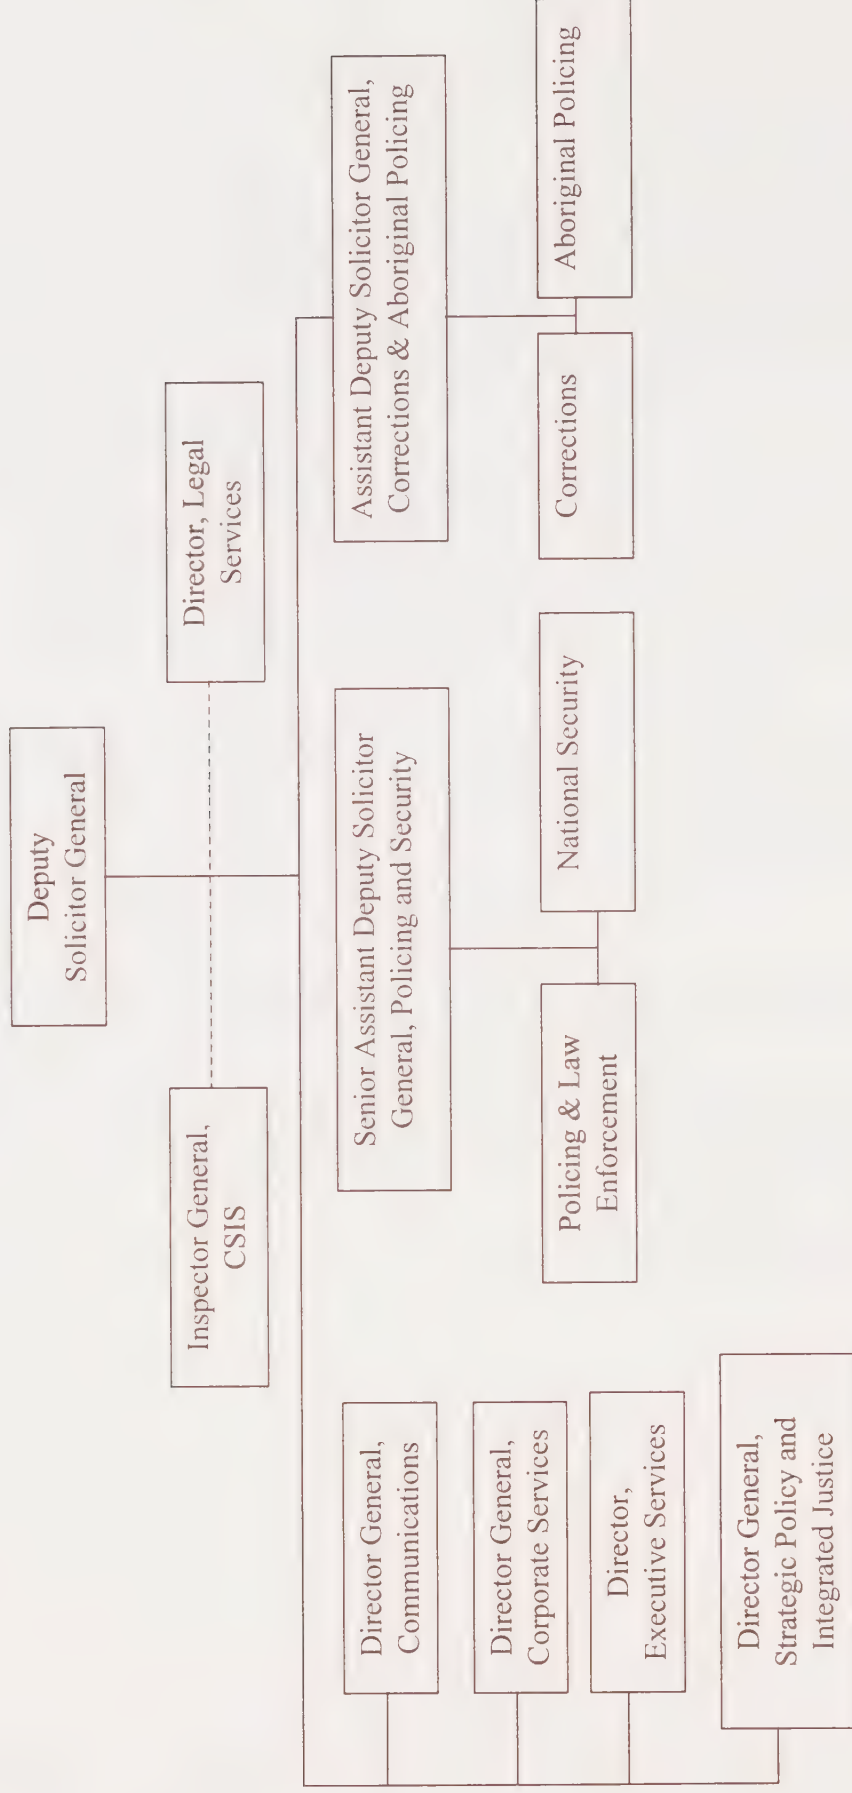 Deputy
Solicitor General
Inspector General,
CSIS
Director, Legal
Services
Director General,
Communications
Director General,
Corporate Services
Director,
Executive Services
Director General,
Strategic Policy and
Integrated Justice
Senior Assistant Deputy Solicitor
General, Policing and Security
Policing & Law
Enforcement
National Security
Assistant Deputy Solicitor General,
Corrections & Aboriginal Policing
Corrections
Aboriginal Policing